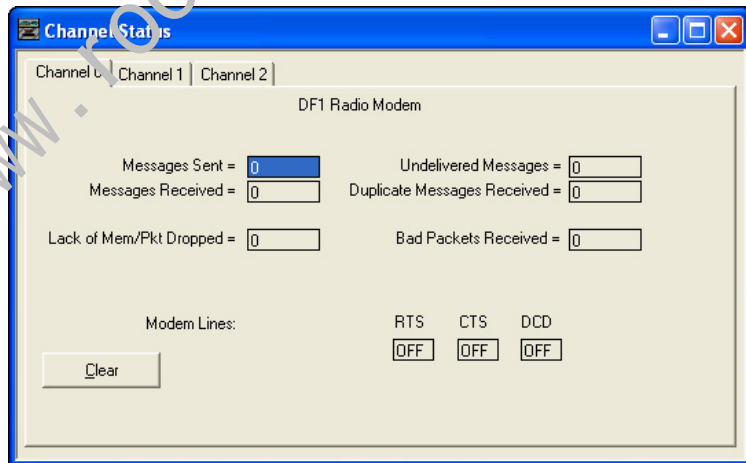 Channel Status
Channel 0 Channel 1 Channel 2
DF1 Radio Modem
Messages Sent = 0 Undelivered Messages = 0
Messages Received = 0 Duplicate Messages Received = 0
Lack of Mem/Pkt Dropped = 0 Bad Packets Received = 0
Modem Lines: RTS CTS DCD
OFF OFF OFF
Clear